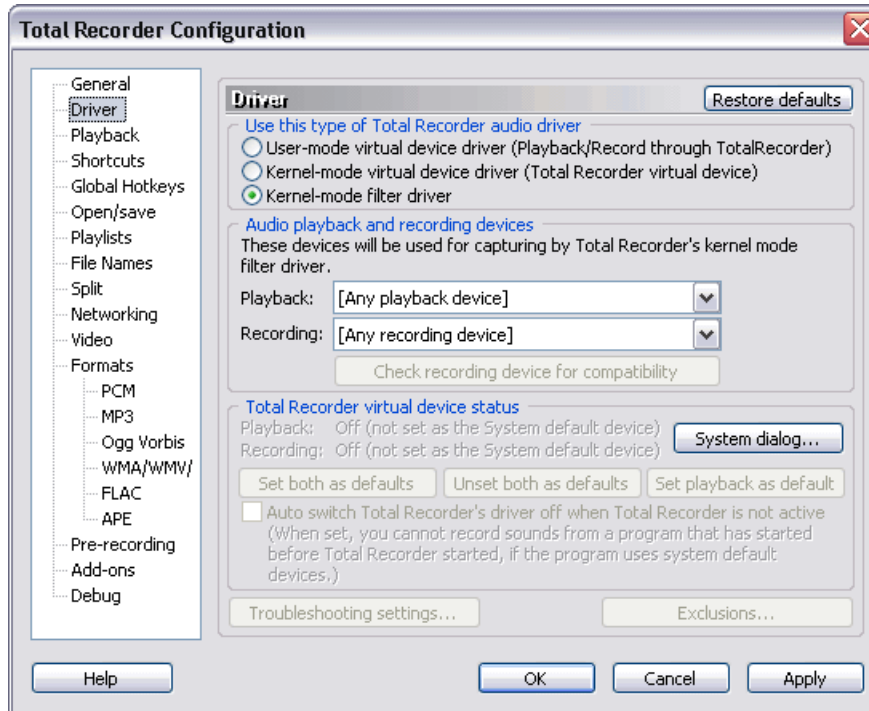 Total Recorder Configuration
General
Driver
Playback
Shortcuts
Global Hotkeys
Open/save
Playlists
File Names
Split
Networking
Video
Formats
PCM
MP3
Ogg Vorbis
WMA/WMV/
FLAC
APE
Pre-recording
Add-ons
Debug
Driver
Restore defaults
Use this type of Total Recorder audio driver
User-mode virtual device driver (Playback/Record through TotalRecorder)
Kernel-mode virtual device driver (Total Recorder virtual device)
Kernel-mode filter driver
Audio playback and recording devices
These devices will be used for capturing by Total Recorder's kernel mode
filter driver.
Playback: [Any playback device]
Recording: [Any recording device]
Check recording device for compatibility
Total Recorder virtual device status
Playback: Off (not set as the System default device)
Recording: Off (not set as the System default device)
System dialog...
Set both as defaults Unset both as defaults Set playback as default
Auto switch Total Recorder's driver off when Total Recorder is not active
(When set, you cannot record sounds from a program that has started
before Total Recorder started, if the program uses system default
devices.)
Troubleshooting settings... Exclusions...
Help OK Cancel Apply